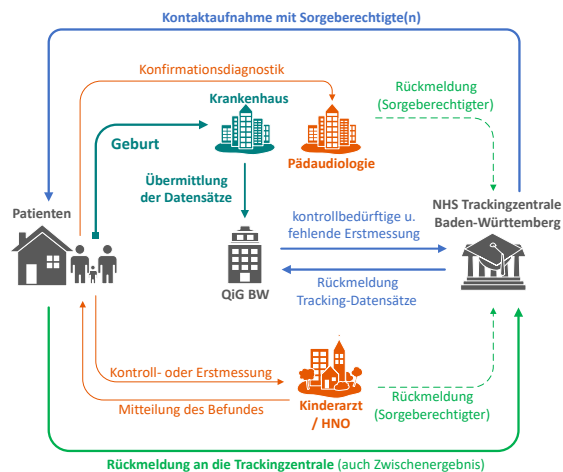 Kontaktaufnahme mit Sorgeberechtigte(n)
Konfirmationsdiagnostik
Krankenhaus
Rückmeldung
(Sorgeberechtigter)
Geburt
Pädaudiologie
Übermittlung
der Datensätze
Patienten
NHS Trackingzentrale
Baden-Württemberg
kontrollbedürftige u.
fehlende Erstmessung
QiG BW
Rückmeldung
Tracking-Datensätze
Kontroll- oder Erstmessung
Mitteilung des Befundes
Kinderarzt
/ HNO
Rückmeldung
(Sorgeberechtigter)
Rückmeldung an die Trackingzentrale (auch Zwischenergebnis)